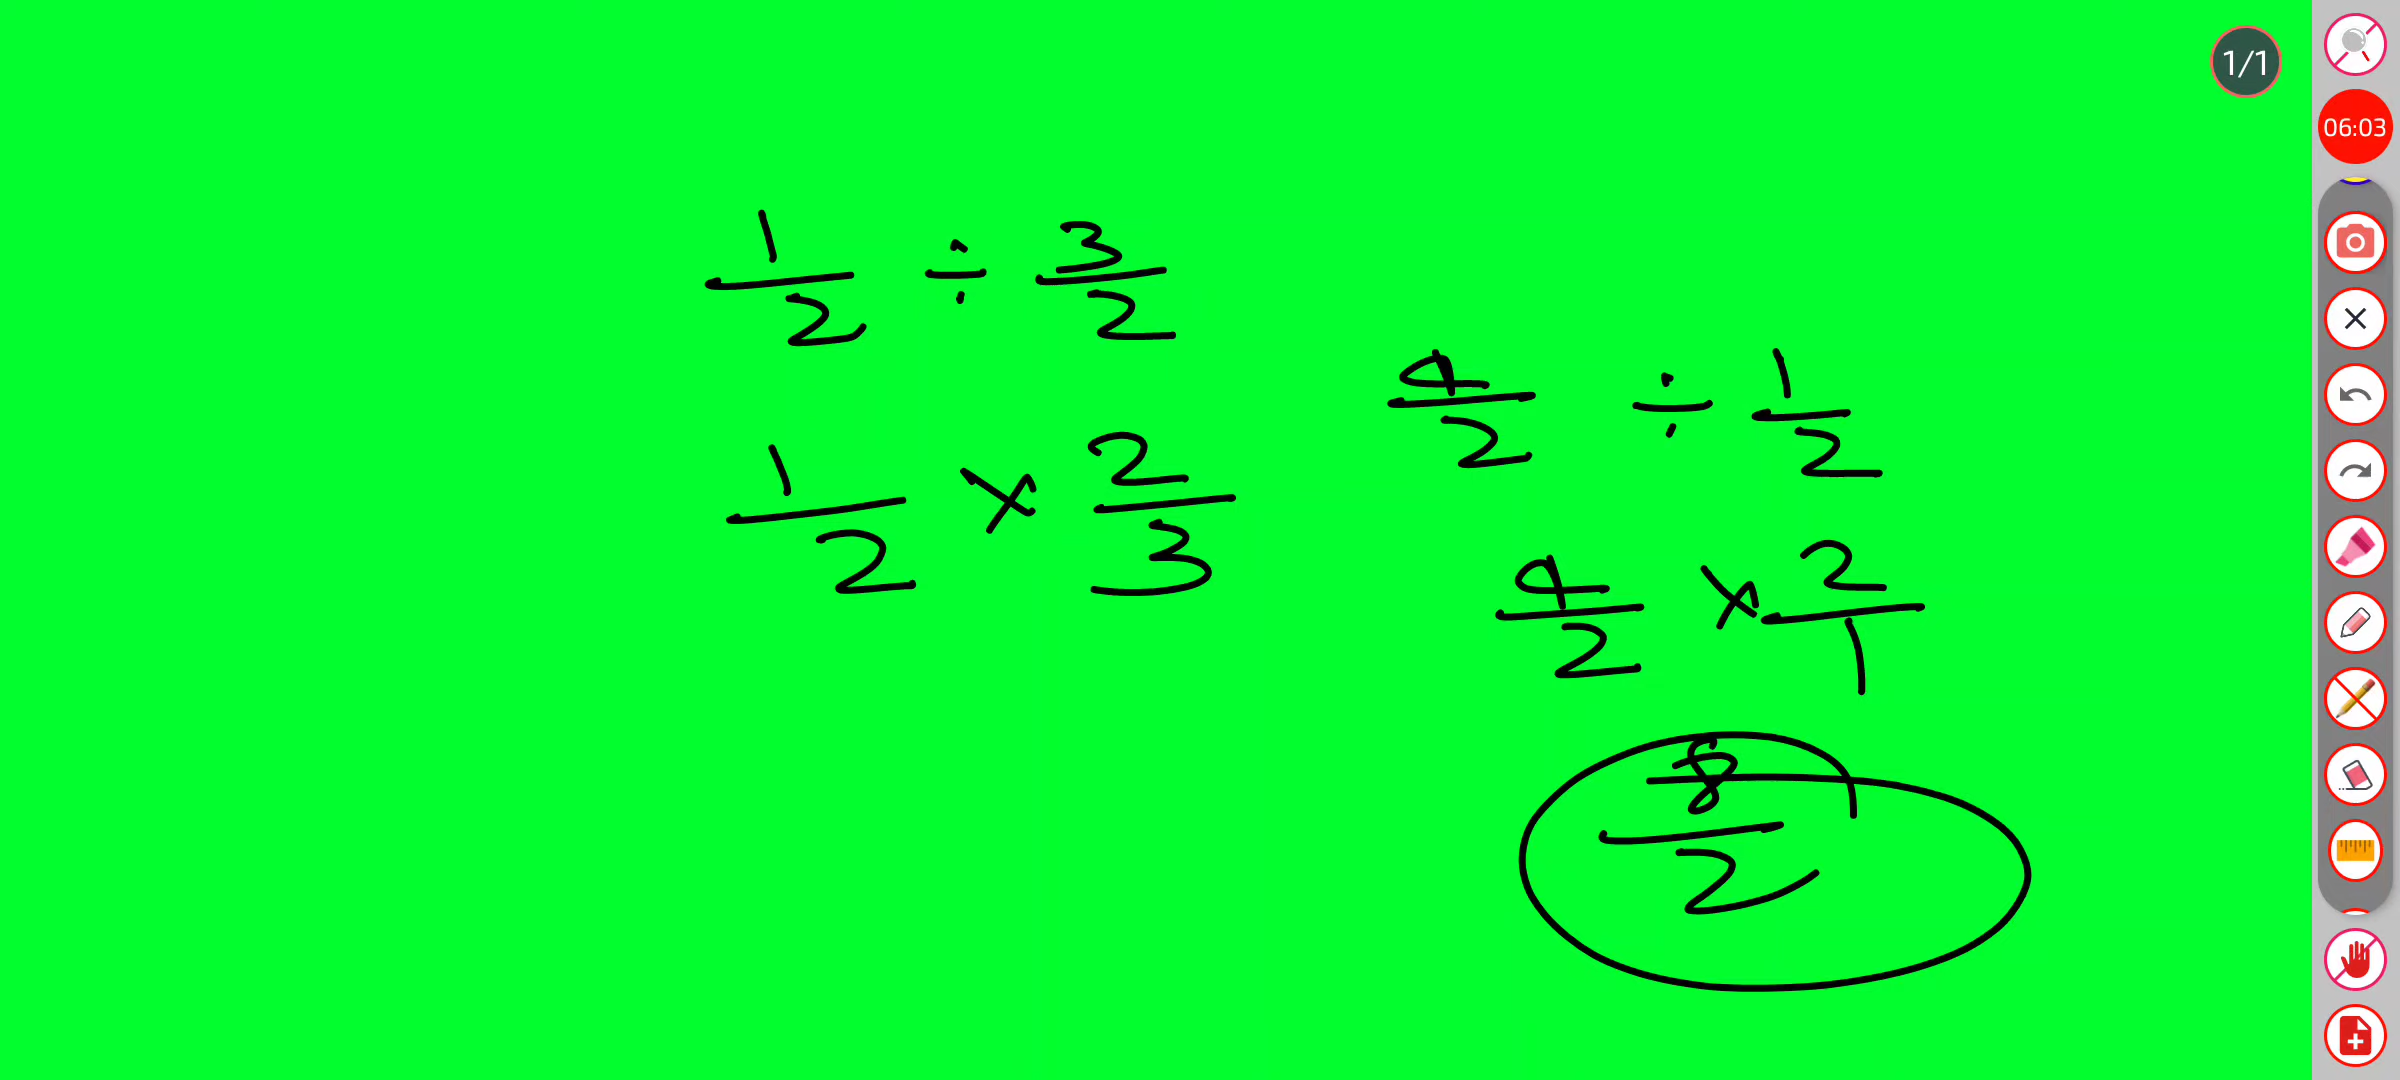 1/1
06:03
1/2 ÷ 3/2
1/2 × 2/3
4/2 ÷ 1/2
4/2 × 2/1
8/2